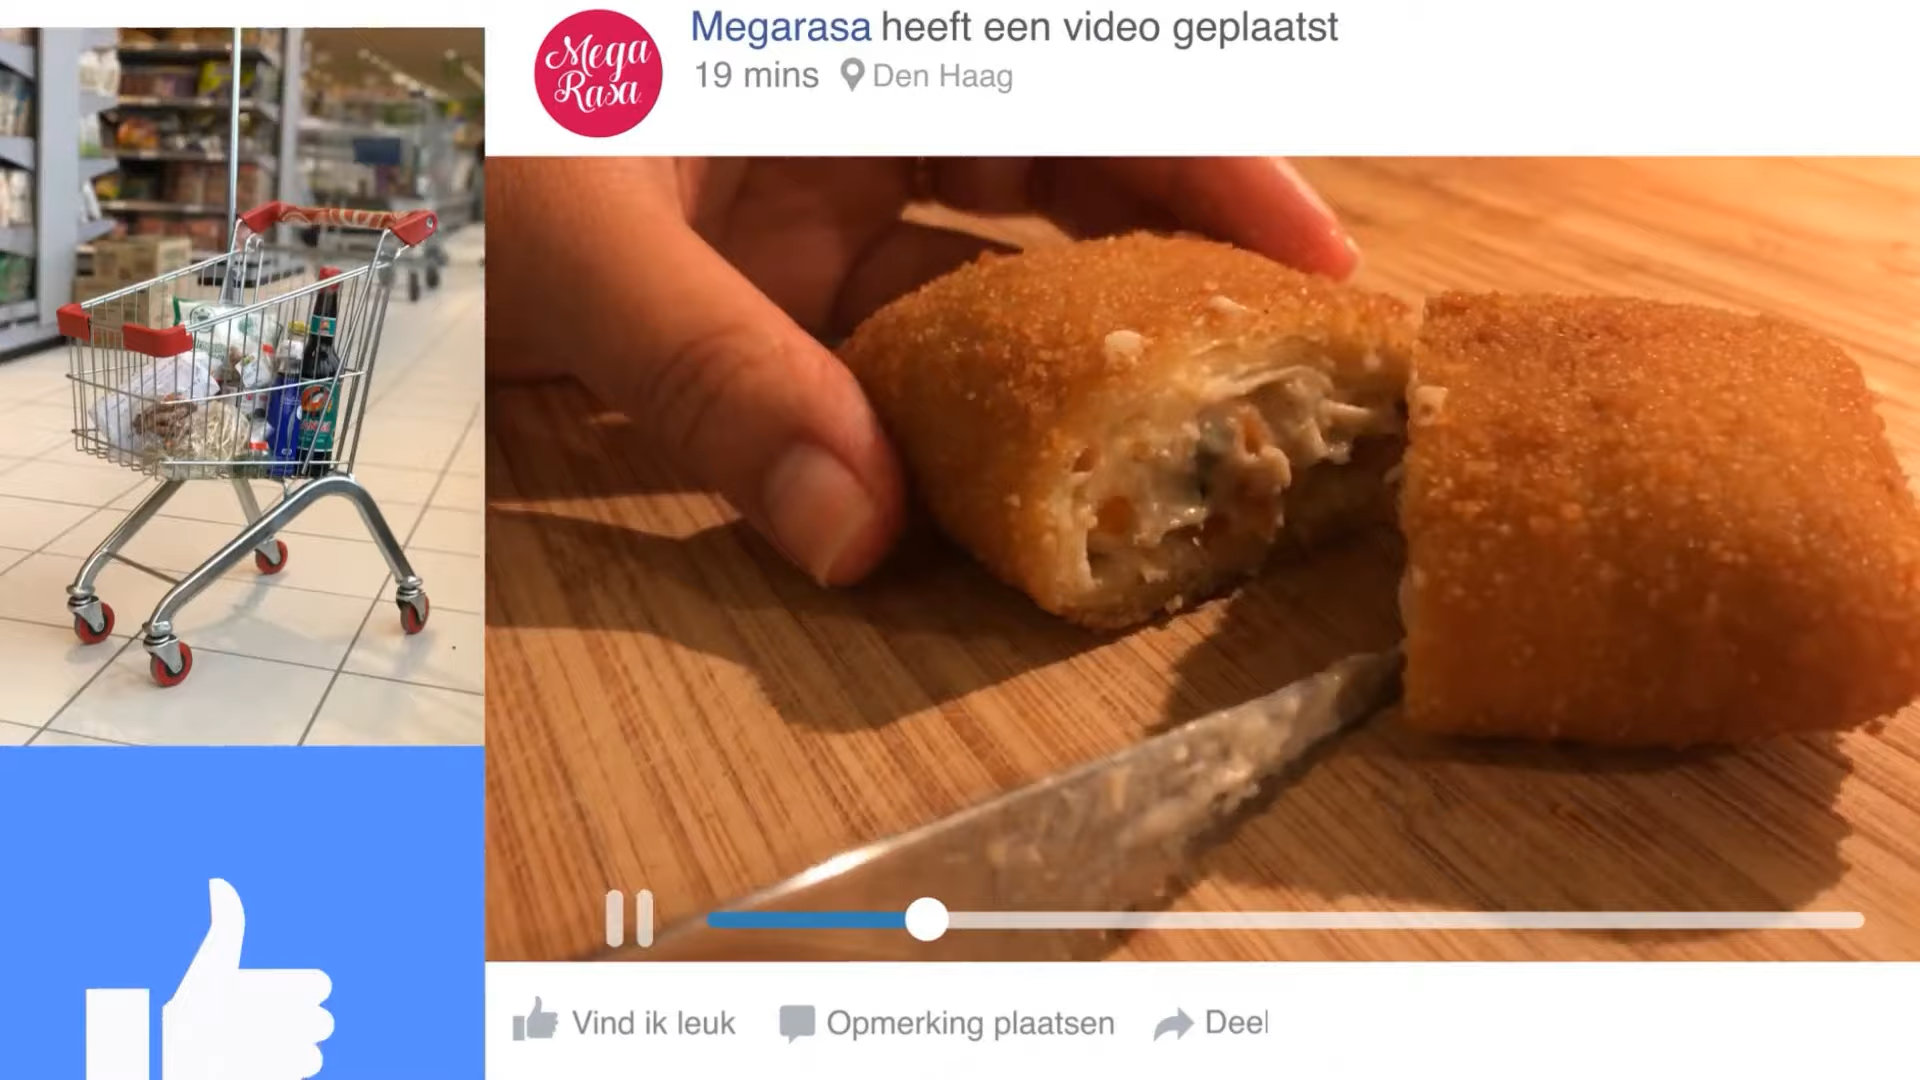 Mega
Rasa
Megarasa heeft een video geplaatst
19 mins Den Haag
Vind ik leuk Opmerking plaatsen Deel